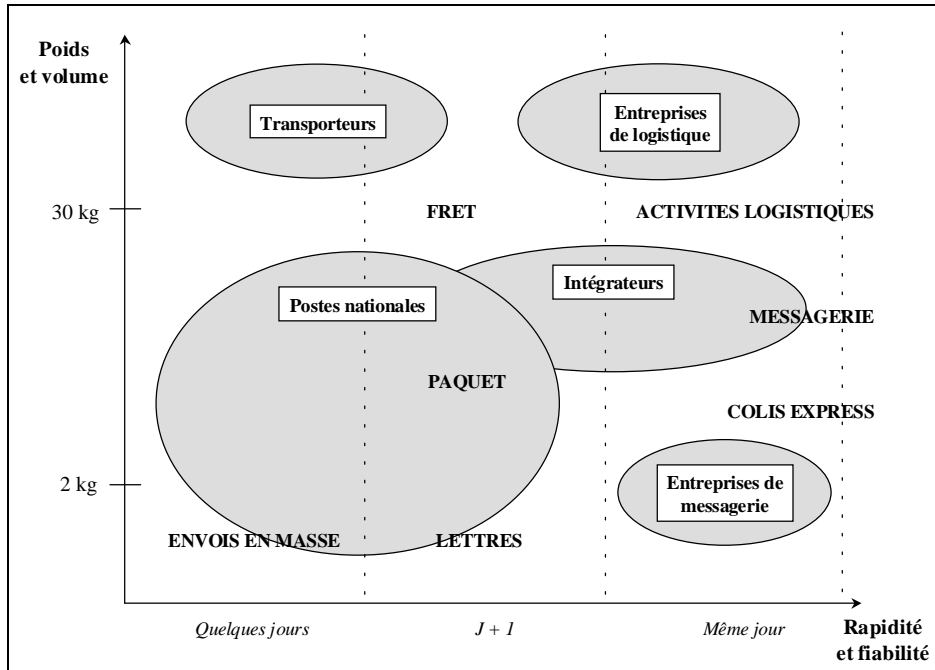 Poids
et volume
Transporteurs
Entreprises
de logistique
30 kg
FRET
ACTIVITES LOGISTIQUES
Intégrateurs
Postes nationales
MESSAGERIE
PAQUET
COLIS EXPRESS
2 kg
Entreprises de
messagerie
ENVOIS EN MASSE
LETTRES
Quelques jours
J + 1
Même jour
Rapidité
et fiabilité